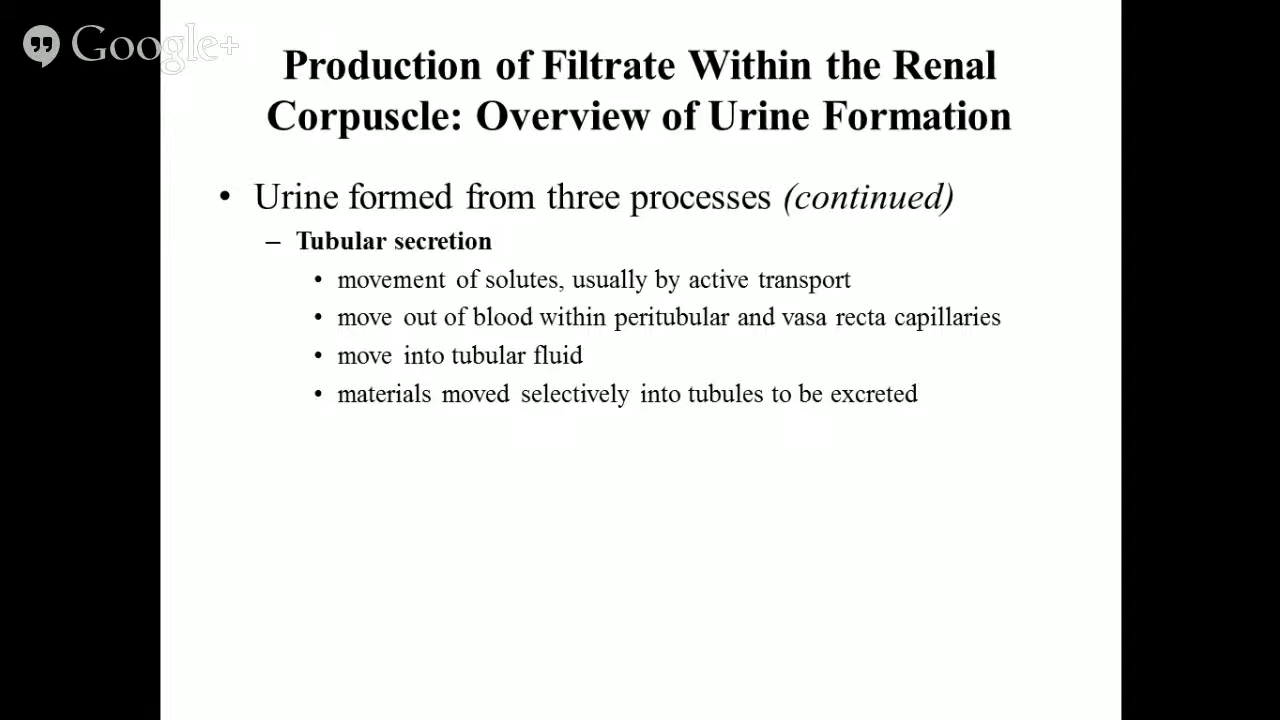 Google+
Production of Filtrate Within the Renal
Corpuscle: Overview of Urine Formation
• Urine formed from three processes (continued)
– Tubular secretion
• movement of solutes, usually by active transport
• move out of blood within peritubular and vasa recta capillaries
• move into tubular fluid
• materials moved selectively into tubules to be excreted